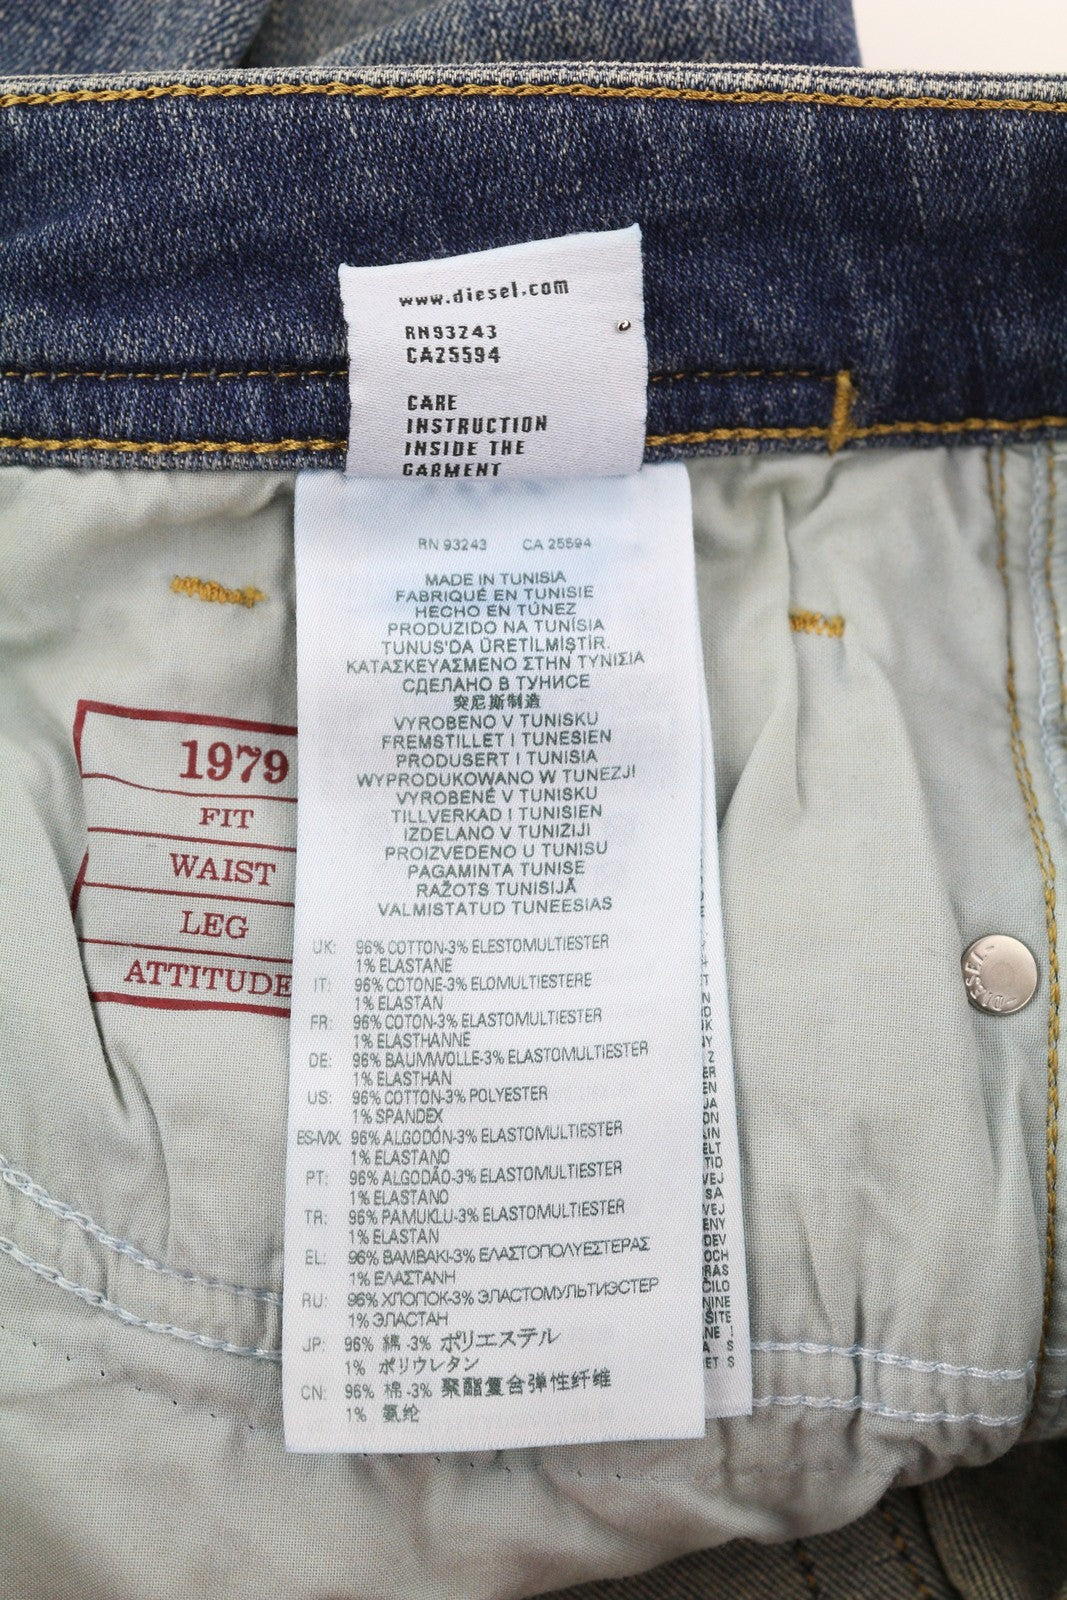 www.diesel.com
RN93243
CA25594
CARE
INSTRUCTION
INSIDE THE
GARMENT
RN 93243 CA 25594
MADE IN TUNISIA
FABRIQUÉ EN TUNISIE
HECHO EN TÚNEZ
PRODUZIDO NA TUNÍSIA
TUNUS'DA ÜRETİLMİŞTİR.
ΚΑΤΑΣΚΕΥΑΣΜΕΝΟ ΣΤΗΝ ΤΥΝΙΣΙΑ
СДЕЛАНО В ТУНИСЕ
突尼斯制造
VYROBENO V TUNISKU
FREMSTILLET I TUNESIEN
PRODUSERT I TUNISIA
WYPRODUKOWANO W TUNEZJI
VYROBENÉ V TUNISKU
TILLVERKAD I TUNISIEN
IZDELANO V TUNIZIJI
PROIZVEDENO U TUNISU
PAGAMINTA TUNISE
RAŽOTS TUNISIJĀ
VALMISTATUD TUNEESIAS
UK: 96% COTTON-3% ELESTOMULTIESTER
1% ELASTANE
IT: 96% COTONE-3% ELOMULTIESTERE
1% ELASTAN
FR: 96% COTON-3% ELASTOMULTIESTER
1% ELASTHANNE
DE: 96% BAUMWOLLE-3% ELASTOMULTIESTER
1% ELASTHAN
US: 96% COTTON-3% POLYESTER
1% SPANDEX
ES-MX 96% ALGODÓN-3% ELASTOMULTIESTER
1% ELASTANO
PT: 96% ALGODÃO-3% ELASTOMULTIESTER
1% ELASTANO
TR: 96% PAMUKLU-3% ELASTOMULTIESTER
1% ELASTAN
EL: 96% ΒΑΜΒΑΚΙ-3% ΕΛΑΣΤΟΠΟΛΥΕΣΤΕΡΑΣ
1% ΕΛΑΣΤΑΝΗ
RU: 96% ХЛОПОК-3% ЭЛАСТОМУЛЬТИЭСТЕР
1% ЭЛАСТАН
JP: 96% 綿 -3% ポリエステル
1% ポリウレタン
CN: 96% 棉 -3% 聚酯复合弹性纤维
1% 氨纶
1979
FIT
WAIST
LEG
ATTITUDE
DIESEL